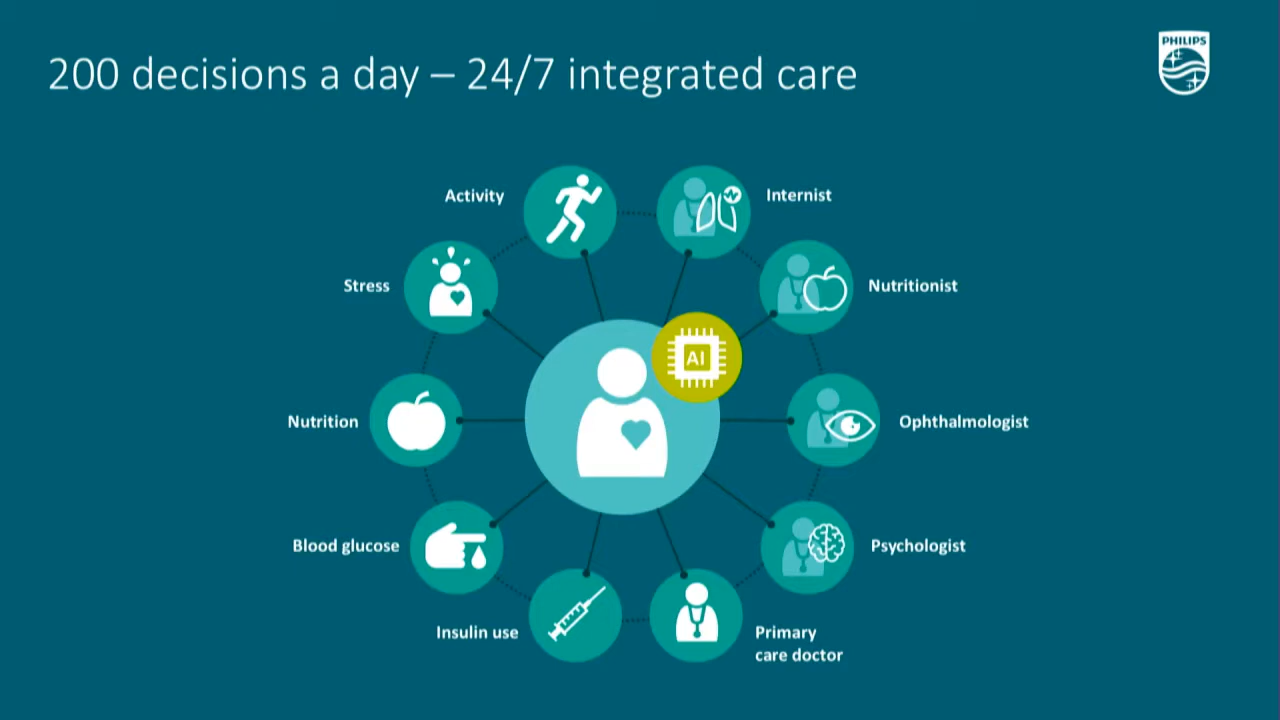 200 decisions a day – 24/7 integrated care
PHILIPS
Activity
Internist
Stress
Nutritionist
AI
Nutrition
Ophthalmologist
Blood glucose
Psychologist
Insulin use
Primary
care doctor